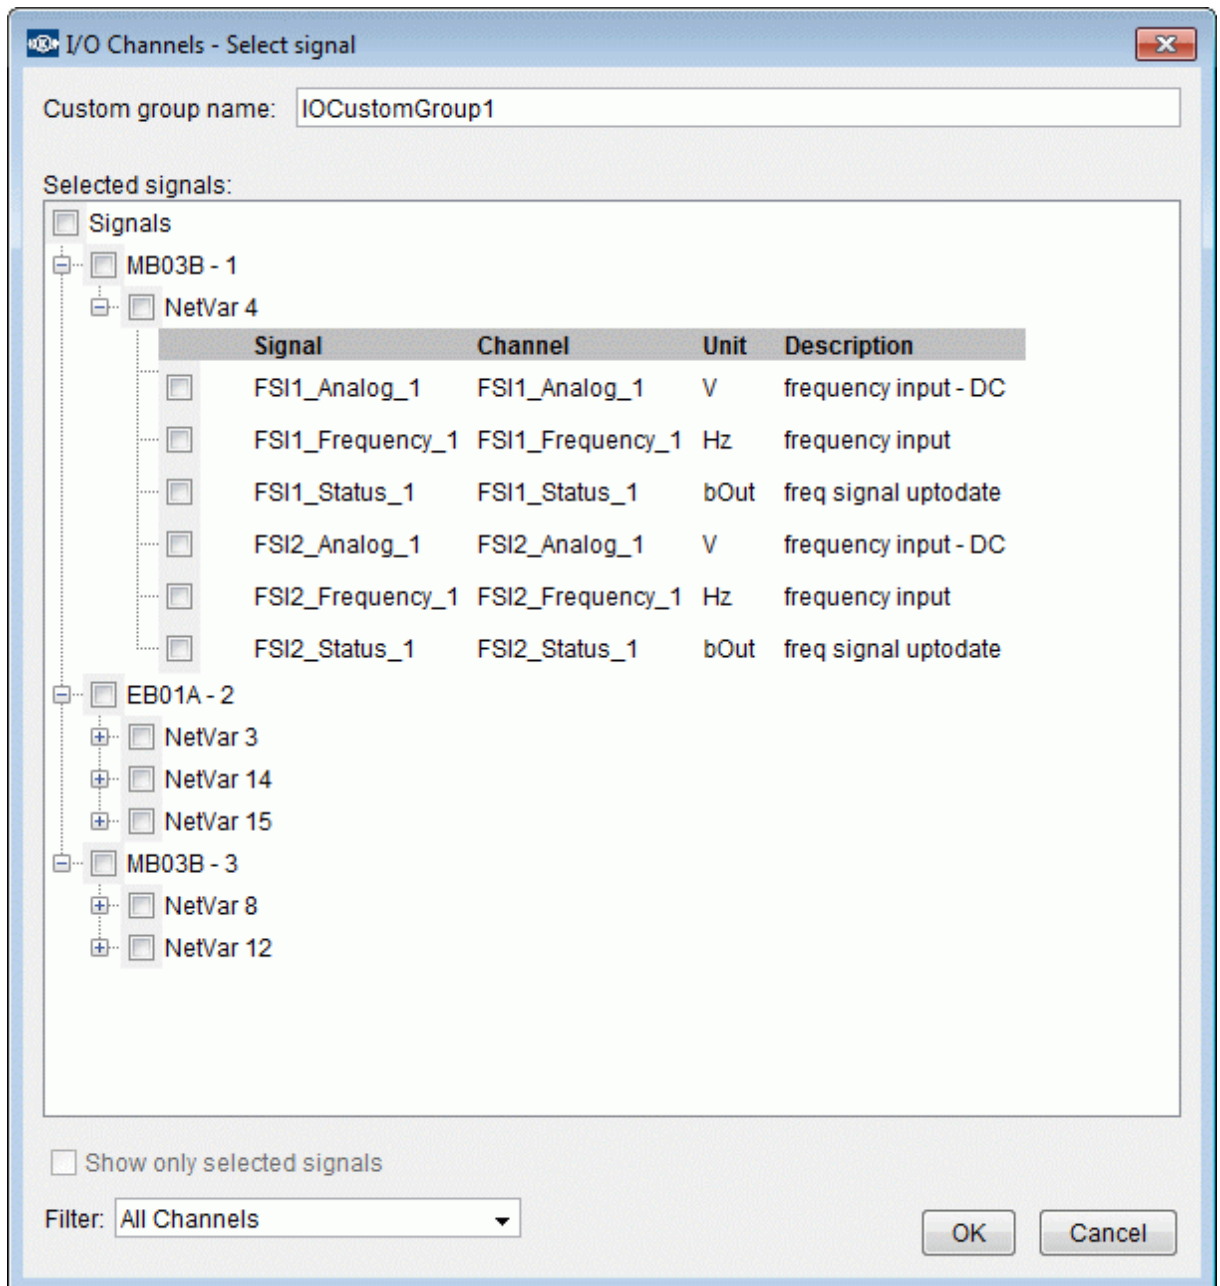 I/O Channels - Select signal
Custom group name: IOCustomGroup1
Selected signals:
Signals
MB03B - 1
NetVar 4
Signal Channel Unit Description
FSI1_Analog_1 FSI1_Analog_1 V frequency input - DC
FSI1_Frequency_1 FSI1_Frequency_1 Hz frequency input
FSI1_Status_1 FSI1_Status_1 bOut freq signal uptodate
FSI2_Analog_1 FSI2_Analog_1 V frequency input - DC
FSI2_Frequency_1 FSI2_Frequency_1 Hz frequency input
FSI2_Status_1 FSI2_Status_1 bOut freq signal uptodate
EB01A - 2
NetVar 3
NetVar 14
NetVar 15
MB03B - 3
NetVar 8
NetVar 12
Show only selected signals
Filter: All Channels
OK Cancel